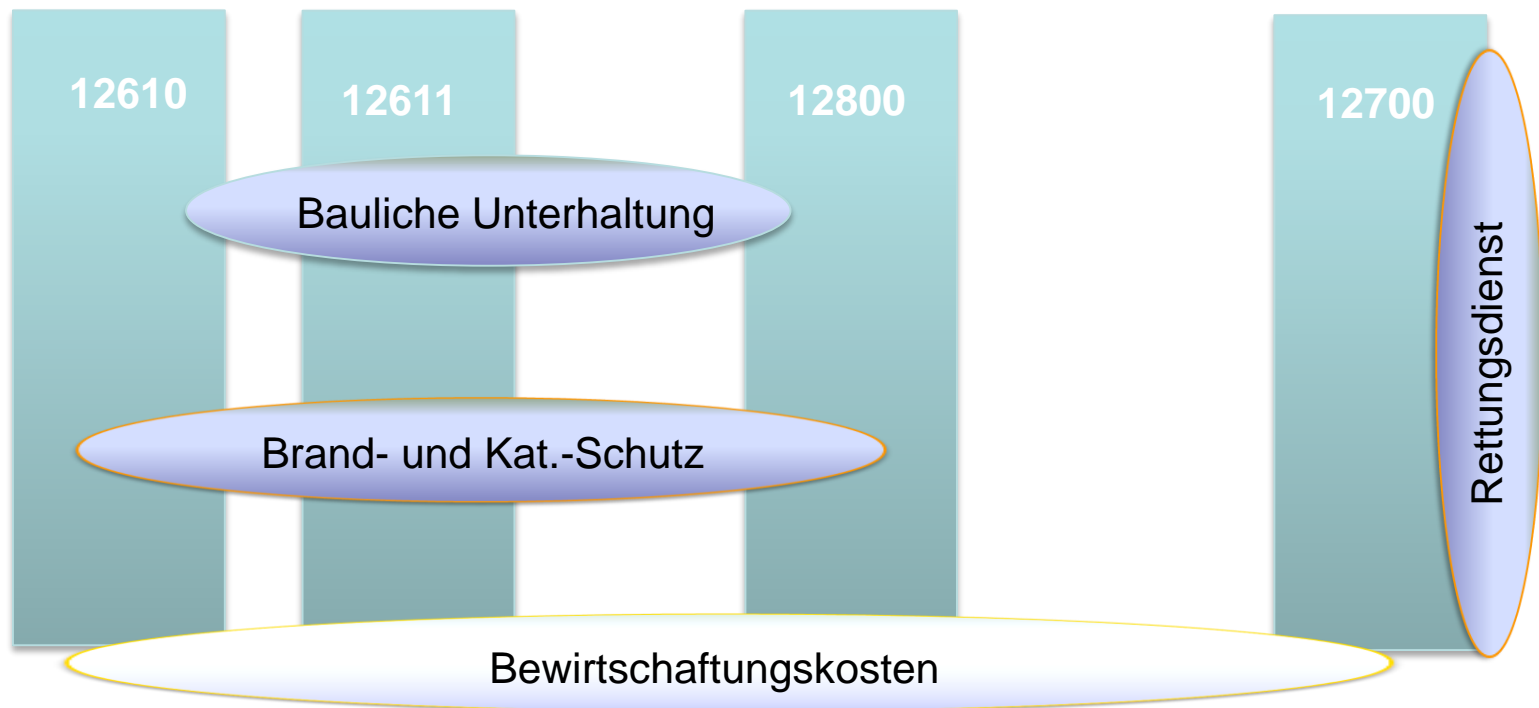 12610
12611
12800
12700
Bauliche Unterhaltung
Brand- und Kat.-Schutz
Rettungsdienst
Bewirtschaftungskosten